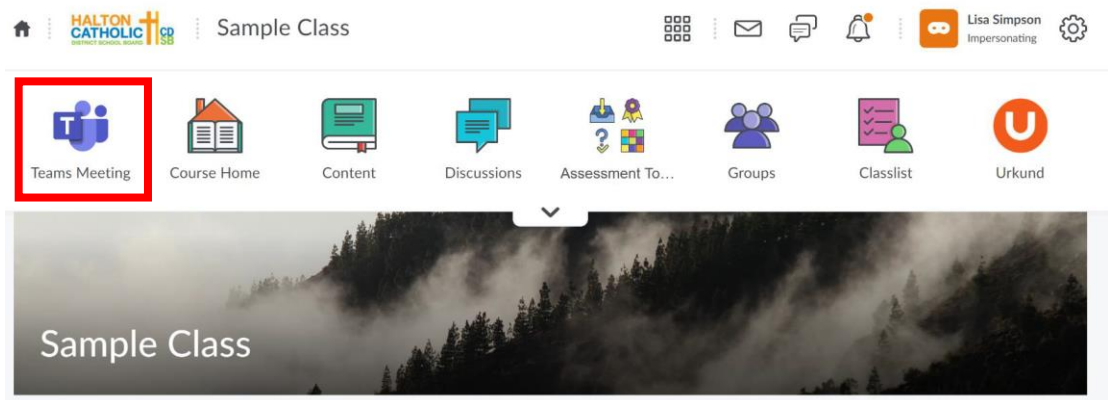 HALTON
CATHOLIC CD
DISTRICT SCHOOL BOARD SB
Sample Class
Lisa Simpson
Impersonating
T
Teams Meeting
Course Home
Content
Discussions
Assessment To...
Groups
Classlist
U
Urkund
Sample Class